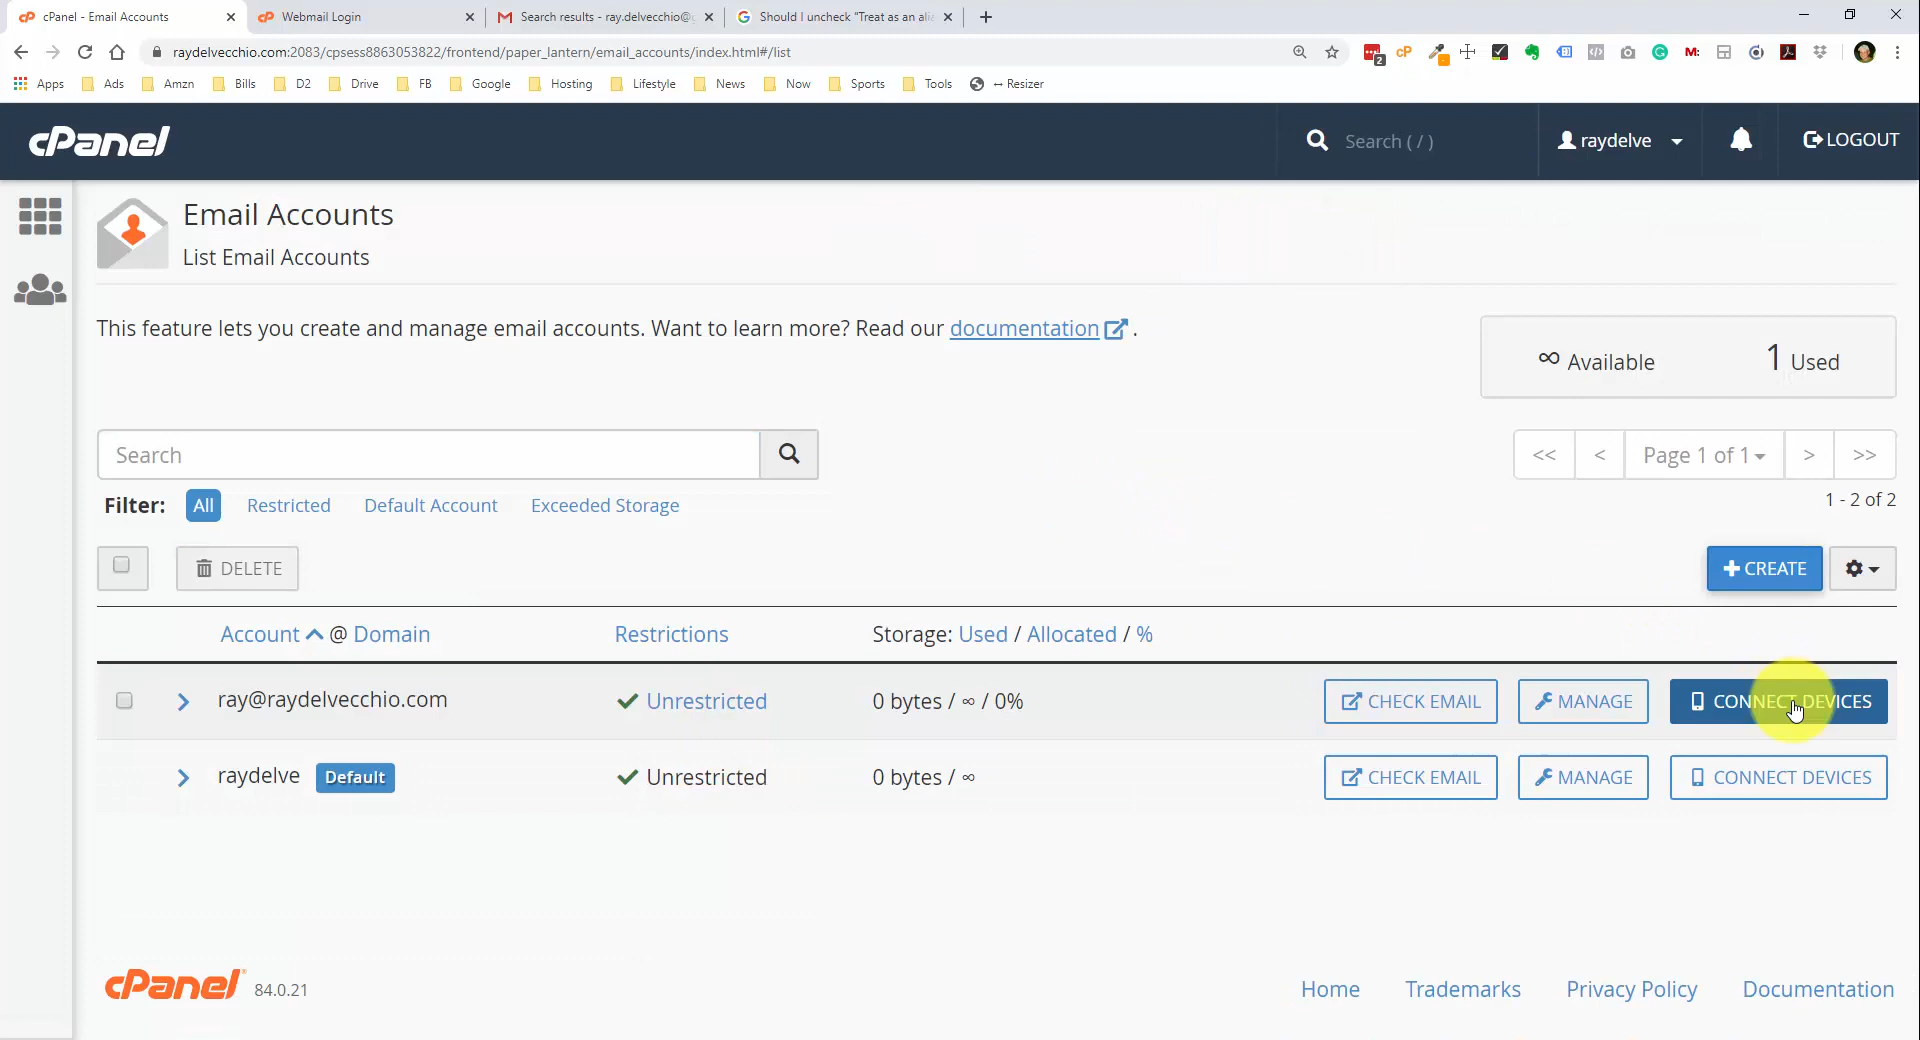 cPanel - Email Accounts
Webmail Login
Search results - ray.delvecchio@g
Should I uncheck "Treat as an alia
raydelvecchio.com:2083/cpsess8863053822/frontend/paper_lantern/email_accounts/index.html#/list
2
Apps
Ads
Amzn
Bills
D2
Drive
FB
Google
Hosting
Lifestyle
News
Now
Sports
Tools
↔ Resizer
cPanel
Search ( / )
raydelve
LOGOUT
Email Accounts
List Email Accounts
This feature lets you create and manage email accounts. Want to learn more? Read our documentation .
∞ Available 1 Used
Search
<< < Page 1 of 1 > >>
Filter: All Restricted Default Account Exceeded Storage
1 - 2 of 2
DELETE
+ CREATE
Account @ Domain Restrictions Storage: Used / Allocated / %
ray@raydelvecchio.com Unrestricted 0 bytes / ∞ / 0% CHECK EMAIL MANAGE CONNECT DEVICES
raydelve Default Unrestricted 0 bytes / ∞ CHECK EMAIL MANAGE CONNECT DEVICES
cPanel 84.0.21
Home Trademarks Privacy Policy Documentation